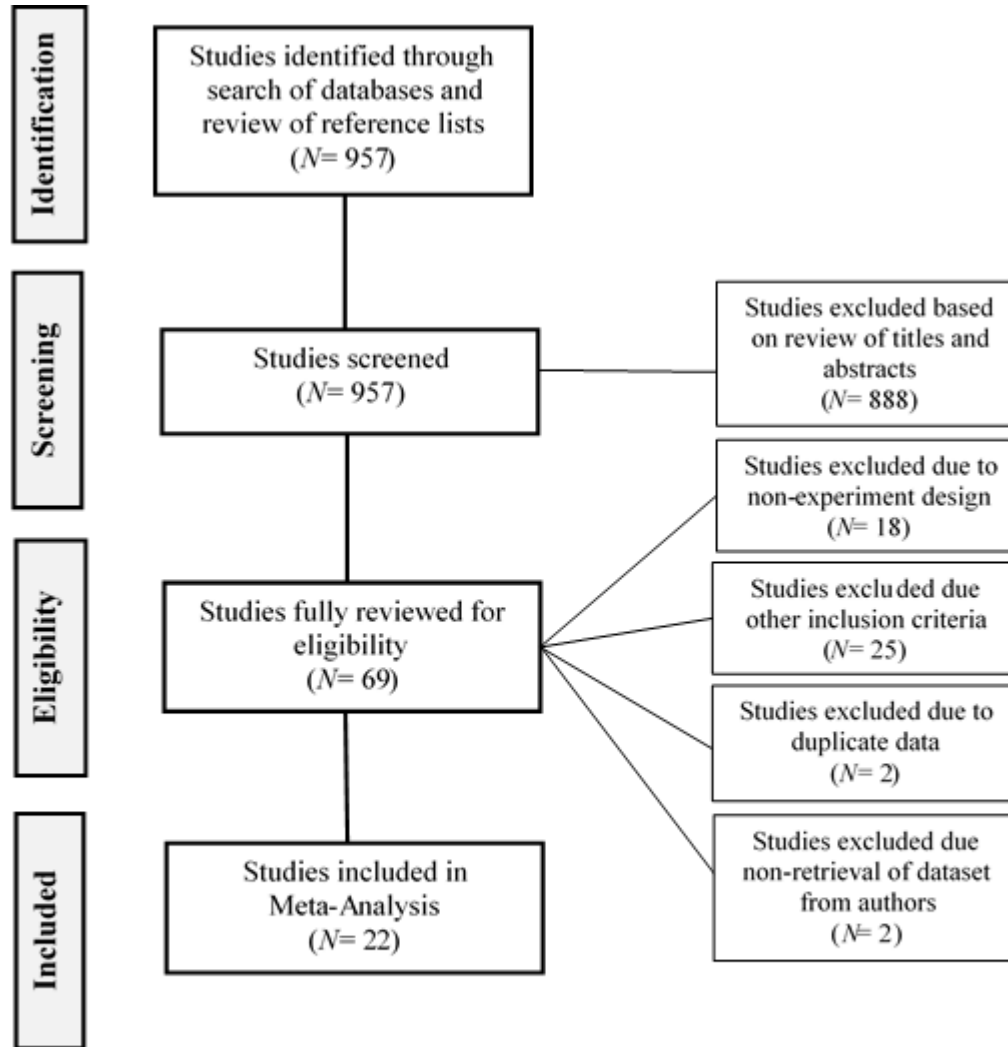 Identification
Studies identified through
search of databases and
review of reference lists
(N= 957)
Screening
Studies screened
(N= 957)
Studies excluded based
on review of titles and
abstracts
(N= 888)
Eligibility
Studies fully reviewed for
eligibility
(N= 69)
Studies excluded due to
non-experiment design
(N= 18)
Studies excluded due
other inclusion criteria
(N= 25)
Studies excluded due to
duplicate data
(N= 2)
Studies excluded due
non-retrieval of dataset
from authors
(N= 2)
Included
Studies included in
Meta-Analysis
(N= 22)